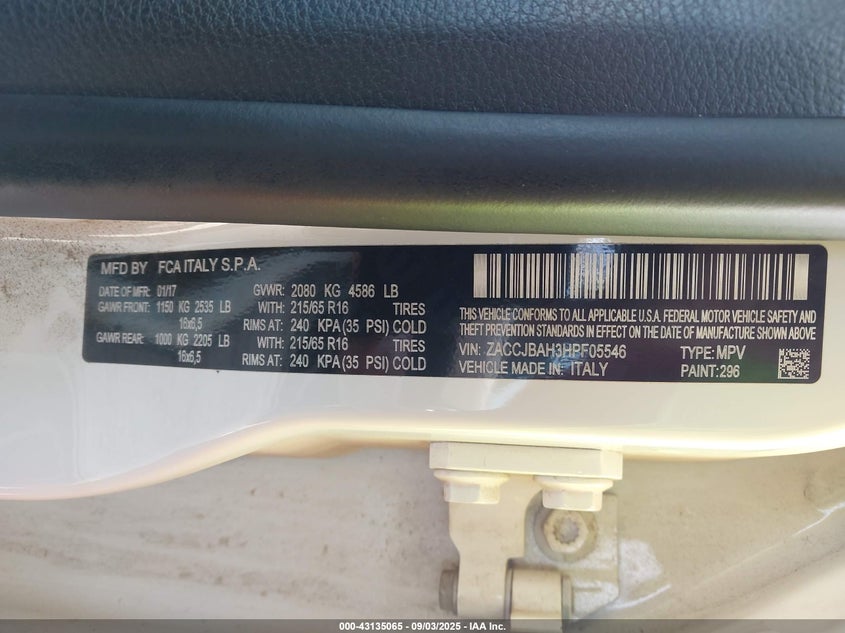 MFD BY FCA ITALY S.P.A.
DATE OF MFR: 01/17 GVWR: 2080 KG 4586 LB
GAWR FRONT: 1150 KG 2535 LB WITH: 215/65 R16 TIRES
16x6,5 RIMS AT: 240 KPA(35 PSI) COLD
GAWR REAR: 1000 KG 2205 LB WITH: 215/65 R16 TIRES
16x6,5 RIMS AT: 240 KPA(35 PSI) COLD
THIS VEHICLE CONFORMS TO ALL APPLICABLE U.S.A. FEDERAL MOTOR VEHICLE SAFETY AND
THEFT PREVENTION STANDARDS IN EFFECT ON THE DATE OF MANUFACTURE SHOWN ABOVE
VIN: ZACCJBAH3HPF05546 TYPE: MPV
VEHICLE MADE IN: ITALY PAINT: 296
000-43135065 - 09/03/2025 - IAA Inc.